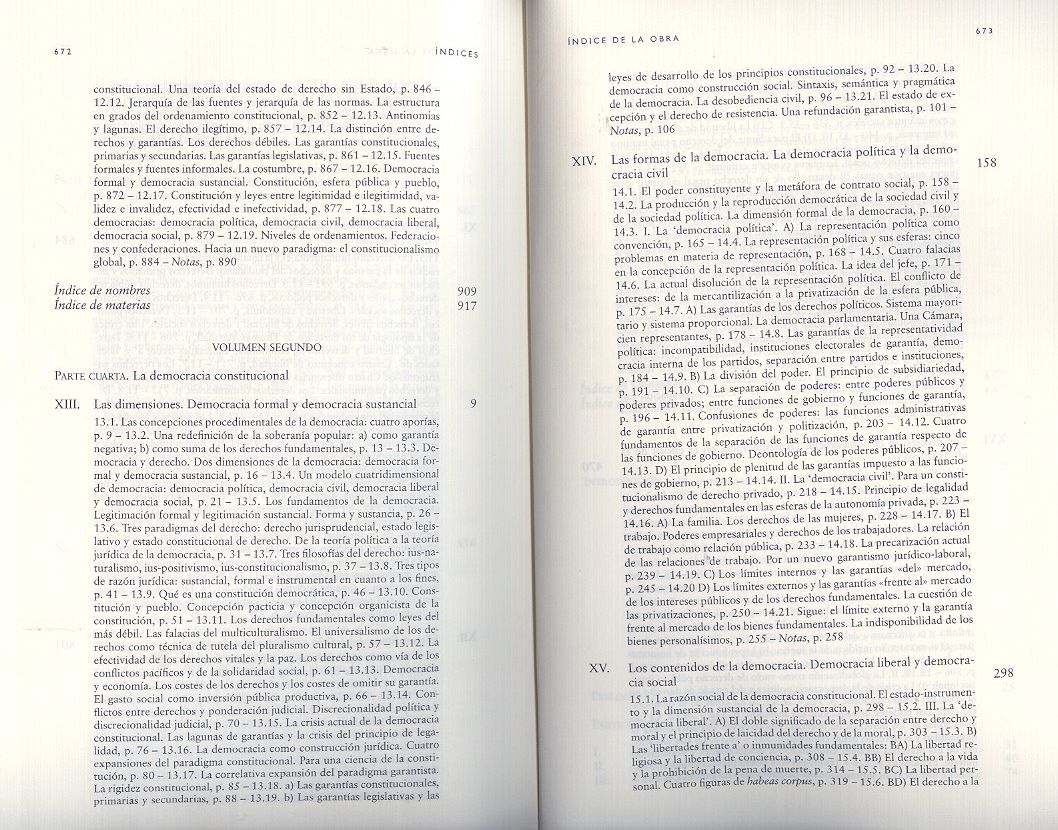 672
ÍNDICES
constitucional. Una teoría del estado de derecho sin Estado, p. 846 –
12.12. Jerarquía de las fuentes y jerarquía de las normas. La estructura
en grados del ordenamiento constitucional, p. 852 – 12.13. Antinomias
y lagunas. El derecho ilegítimo, p. 857 – 12.14. La distinción entre de-
rechos y garantías. Los derechos débiles. Las garantías constitucionales,
primarias y secundarias. Las garantías legislativas, p. 861 – 12.15. Fuentes
formales y fuentes informales. La costumbre, p. 867 – 12.16. Democracia
formal y democracia sustancial. Constitución, esfera pública y pueblo,
p. 872 – 12.17. Constitución y leyes entre legitimidad e ilegitimidad, va-
lidez e invalidez, efectividad e inefectividad, p. 877 – 12.18. Las cuatro
democracias: democracia política, democracia civil, democracia liberal,
democracia social, p. 879 – 12.19. Niveles de ordenamientos. Federacio-
nes y confederaciones. Hacia un nuevo paradigma: el constitucionalismo
global, p. 884 – Notas, p. 890
Índice de nombres 909
Índice de materias 917
VOLUMEN SEGUNDO
PARTE CUARTA. La democracia constitucional
XIII. Las dimensiones. Democracia formal y democracia sustancial 9
13.1. Las concepciones procedimentales de la democracia: cuatro aporías,
p. 9 – 13.2. Una redefinición de la soberanía popular: a) como garantía
negativa; b) como suma de los derechos fundamentales, p. 13 – 13.3. De-
mocracia y derecho. Dos dimensiones de la democracia: democracia for-
mal y democracia sustancial, p. 16 – 13.4. Un modelo cuatridimensional
de democracia: democracia política, democracia civil, democracia liberal
y democracia social, p. 21 – 13.5. Los fundamentos de la democracia.
Legitimación formal y legitimación sustancial. Forma y sustancia, p. 26 –
13.6. Tres paradigmas del derecho: derecho jurisprudencial, estado legis-
lativo y estado constitucional de derecho. De la teoría política a la teoría
jurídica de la democracia, p. 31 – 13.7. Tres filosofías del derecho: ius-na-
turalismo, ius-positivismo, ius-constitucionalismo, p. 37 – 13.8. Tres tipos
de razón jurídica: sustancial, formal e instrumental en cuanto a los fines,
p. 41 – 13.9. Qué es una constitución democrática, p. 46 – 13.10. Cons-
titución y pueblo. Concepción pacticia y concepción organicista de la
constitución, p. 51 – 13.11. Los derechos fundamentales como leyes del
más débil. Las falacias del multiculturalismo. El universalismo de los de-
rechos como técnica de tutela del pluralismo cultural, p. 57 – 13.12. La
efectividad de los derechos vitales y la paz. Los derechos como vía de los
conflictos pacíficos y de la solidaridad social, p. 61 – 13.13. Democracia
y economía. Los costes de los derechos y los costes de omitir su garantía.
El gasto social como inversión pública productiva, p. 66 – 13.14. Con-
flictos entre derechos y ponderación judicial. Discrecionalidad política y
discrecionalidad judicial, p. 70 – 13.15. La crisis actual de la democracia
constitucional. Las lagunas de garantías y la crisis del principio de lega-
lidad, p. 76 – 13.16. La democracia como construcción jurídica. Cuatro
expansiones del paradigma constitucional. Para una ciencia de la consti-
tución, p. 80 – 13.17. La correlativa expansión del paradigma garantista.
La rigidez constitucional, p. 85 – 13.18. a) Las garantías constitucionales,
primarias y secundarias, p. 88 – 13.19. b) Las garantías legislativas y las
ÍNDICE DE LA OBRA
673
leyes de desarrollo de los principios constitucionales, p. 92 – 13.20. La
democracia como construcción social. Sintaxis, semántica y pragmática
de la democracia. La desobediencia civil, p. 96 – 13.21. El estado de ex-
cepción y el derecho de resistencia. Una refundación garantista, p. 101 –
Notas, p. 106
XIV. Las formas de la democracia. La democracia política y la demo-
cracia civil 158
14.1. El poder constituyente y la metáfora de contrato social, p. 158 –
14.2. La producción y la reproducción democrática de la sociedad civil y
de la sociedad política. La dimensión formal de la democracia, p. 160 –
14.3. I. La ‘democracia política’. A) La representación política como
convención, p. 165 – 14.4. La representación política y sus esferas: cinco
problemas en materia de representación, p. 168 – 14.5. Cuatro falacias
en la concepción de la representación política. La idea del jefe, p. 171 –
14.6. La actual disolución de la representación política. El conflicto de
intereses: de la mercantilización a la privatización de la esfera pública,
p. 175 – 14.7. A) Las garantías de los derechos políticos. Sistema mayori-
tario y sistema proporcional. La democracia parlamentaria. Una Cámara,
cien representantes, p. 178 – 14.8. Las garantías de la representatividad
política: incompatibilidad, instituciones electorales de garantía, demo-
cracia interna de los partidos, separación entre partidos e instituciones,
p. 184 – 14.9. B) La división del poder. El principio de subsidiariedad,
p. 191 – 14.10. C) La separación de poderes: entre poderes públicos y
poderes privados; entre funciones de gobierno y funciones de garantía,
p. 196 – 14.11. Confusiones de poderes: las funciones administrativas
de garantía entre privatización y politización, p. 203 – 14.12. Cuatro
fundamentos de la separación de las funciones de garantía respecto de
las funciones de gobierno. Deontología de los poderes públicos, p. 207 –
14.13. D) El principio de plenitud de las garantías impuesto a las funcio-
nes de gobierno, p. 213 – 14.14. II. La ‘democracia civil’. Para un consti-
tucionalismo de derecho privado, p. 218 – 14.15. Principio de legalidad
y derechos fundamentales en las esferas de la autonomía privada, p. 223 –
14.16. A) La familia. Los derechos de las mujeres, p. 228 – 14.17. B) El
trabajo. Poderes empresariales y derechos de los trabajadores. La relación
de trabajo como relación pública, p. 233 – 14.18. La precarización actual
de las relaciones de trabajo. Por un nuevo garantismo jurídico-laboral,
p. 239 – 14.19. C) Los límites internos y las garantías «del» mercado,
p. 245 – 14.20 D) Los límites externos y las garantías «frente al» mercado
de los intereses públicos y de los derechos fundamentales. La cuestión de
las privatizaciones, p. 250 – 14.21. Sigue: el límite externo y la garantía
frente al mercado de los bienes fundamentales. La indisponibilidad de los
bienes personalísimos, p. 255 – Notas, p. 258
XV. Los contenidos de la democracia. Democracia liberal y democra-
cia social 298
15.1. La razón social de la democracia constitucional. El estado-instrumen-
to y la dimensión sustancial de la democracia, p. 298 – 15.2. III. La ‘de-
mocracia liberal’. A) El doble significado de la separación entre derecho y
moral y el principio de laicidad del derecho y de la moral, p. 303 – 15.3. B)
Las ‘libertades frente a’ o inmunidades fundamentales: BA) La libertad re-
ligiosa y la libertad de conciencia, p. 308 – 15.4. BB) El derecho a la vida
y la prohibición de la pena de muerte, p. 314 – 15.5. BC) La libertad per-
sonal. Cuatro figuras de habeas corpus, p. 319 – 15.6. BD) El derecho a la